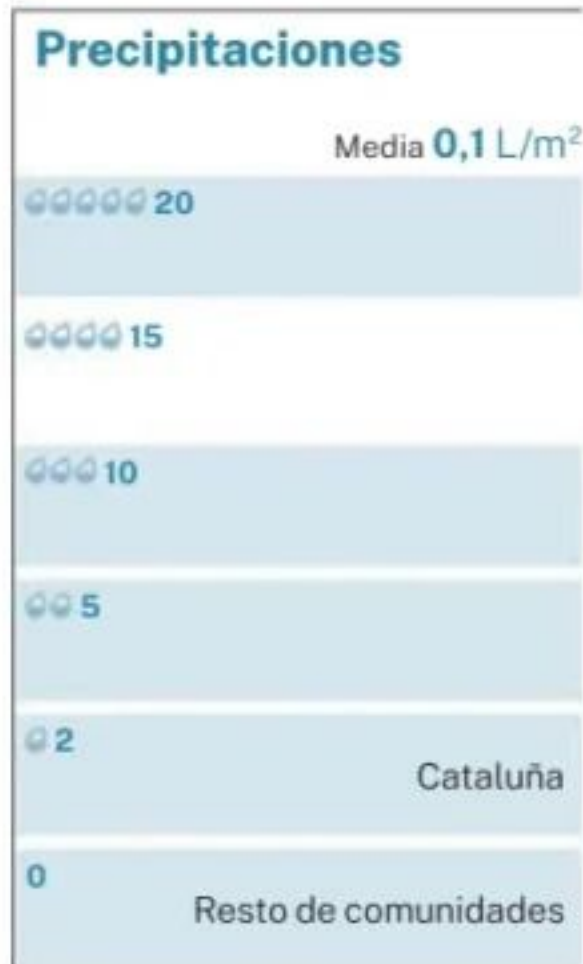 Precipitaciones
Media 0,1 L/m²
20
15
10
5
2
Cataluña
0
Resto de comunidades